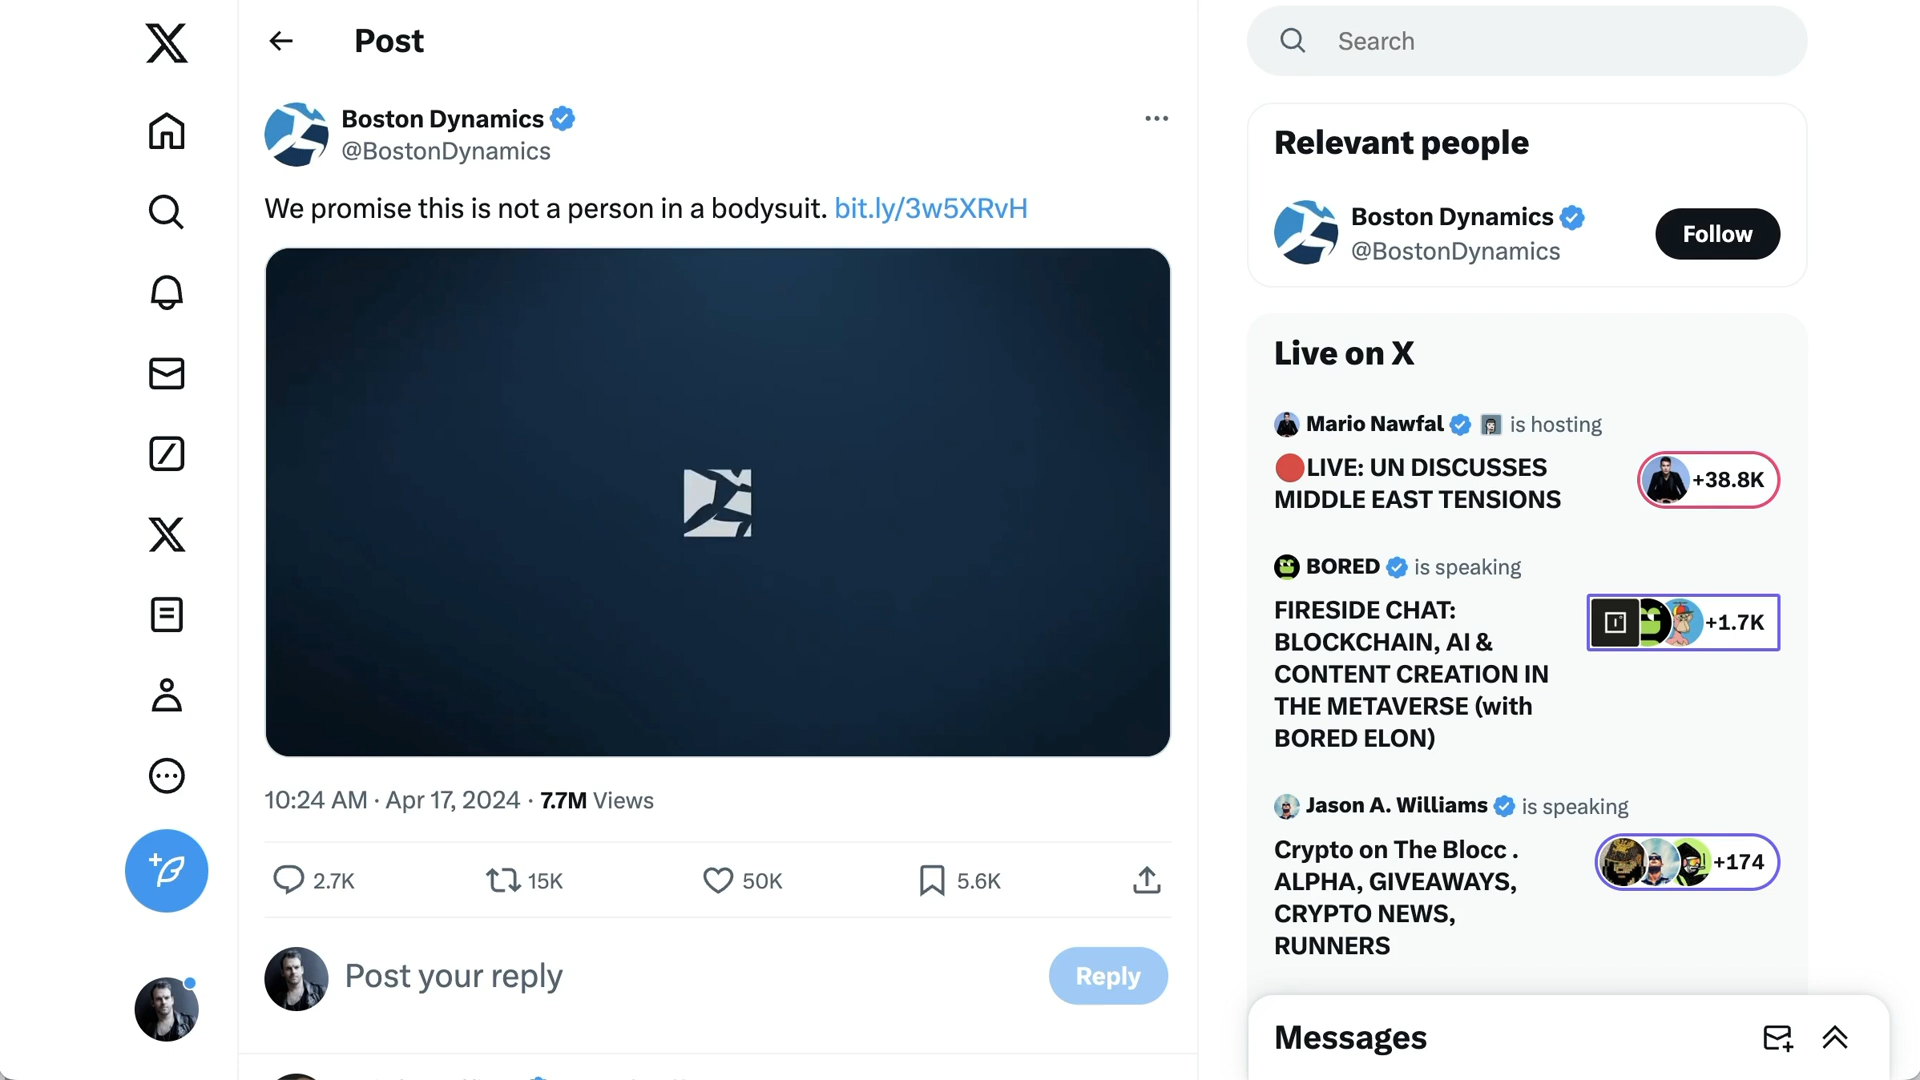 Post
Boston Dynamics
@BostonDynamics
We promise this is not a person in a bodysuit. bit.ly/3w5XRvH
10:24 AM · Apr 17, 2024 · 7.7M Views
2.7K
15K
50K
5.6K
Post your reply
Reply
Search
Relevant people
Boston Dynamics
@BostonDynamics
Follow
Live on X
Mario Nawfal is hosting
LIVE: UN DISCUSSES
MIDDLE EAST TENSIONS
+38.8K
BORED is speaking
FIRESIDE CHAT:
BLOCKCHAIN, AI &
CONTENT CREATION IN
THE METAVERSE (with
BORED ELON)
+1.7K
Jason A. Williams is speaking
Crypto on The Blocc .
ALPHA, GIVEAWAYS,
CRYPTO NEWS,
RUNNERS
+174
Messages